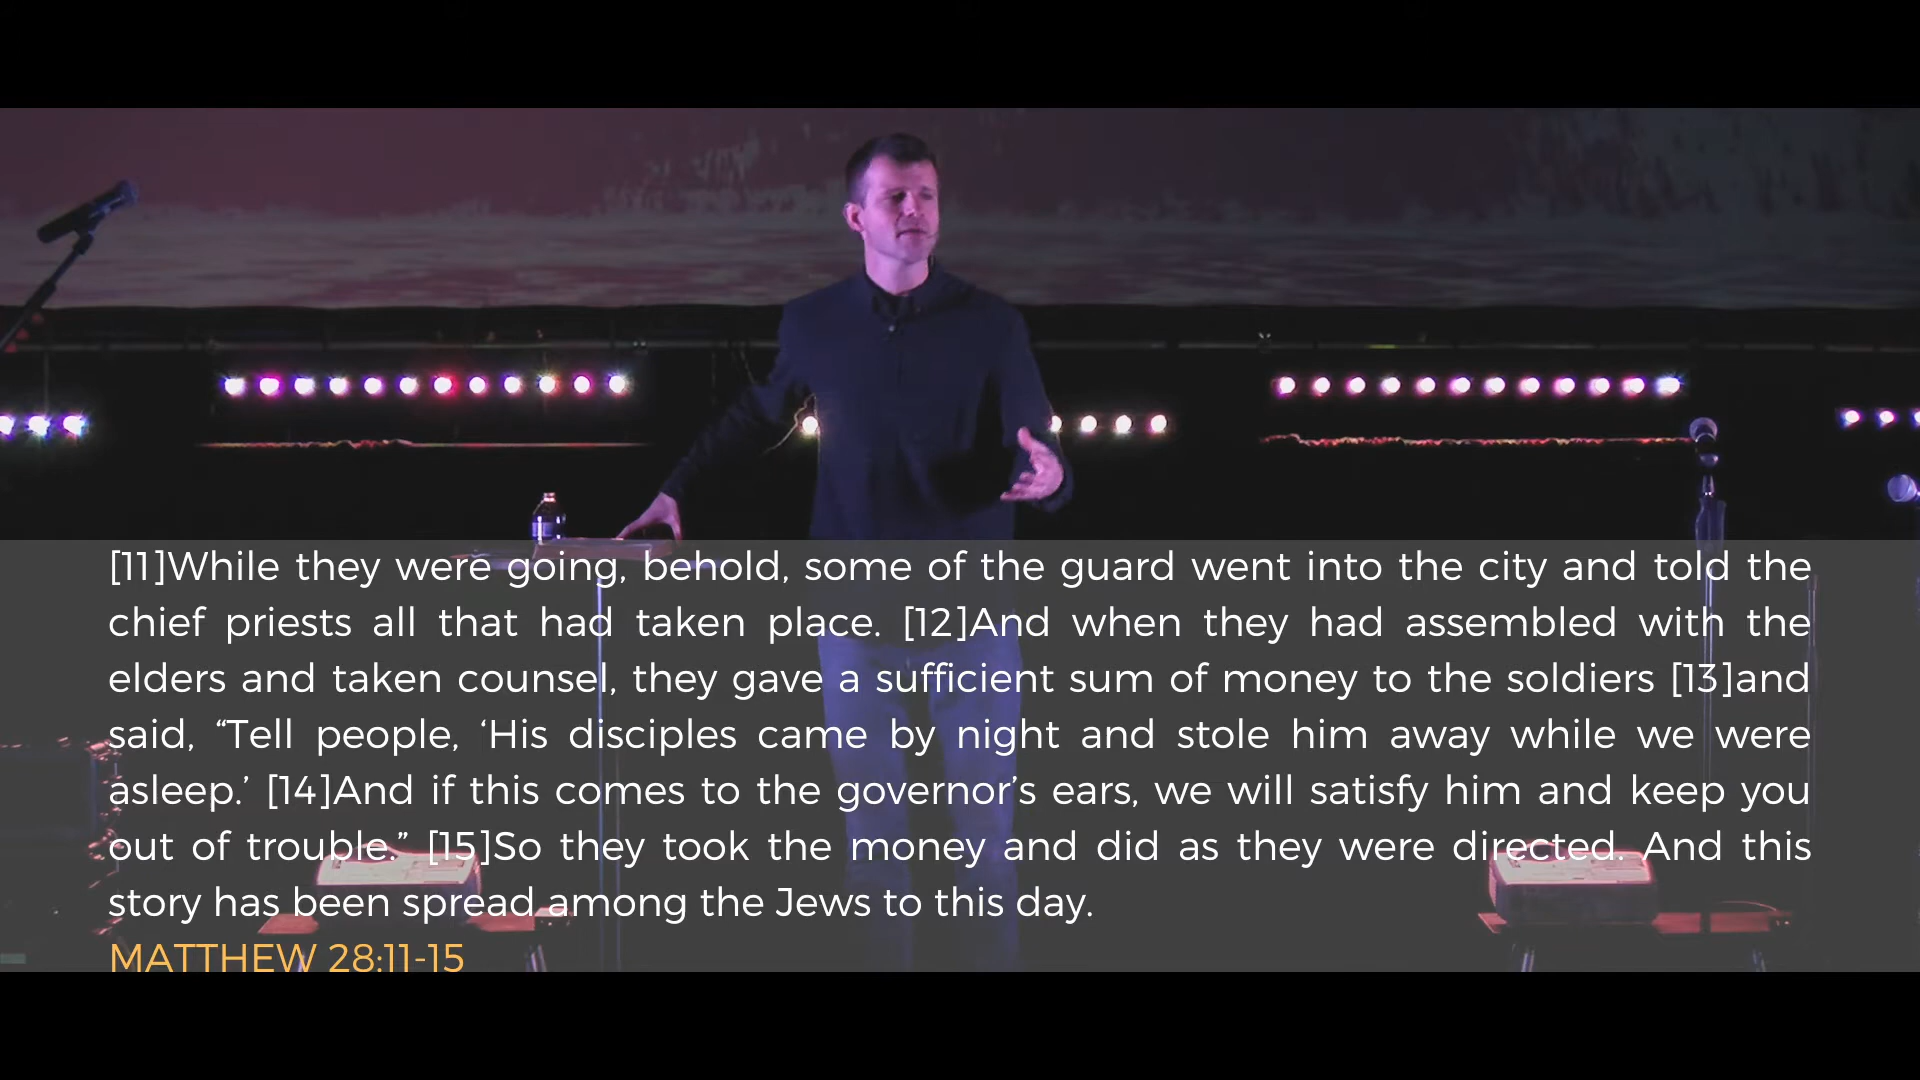 [11]While they were going, behold, some of the guard went into the city and told the
chief priests all that had taken place. [12]And when they had assembled with the
elders and taken counsel, they gave a sufficient sum of money to the soldiers [13]and
said, “Tell people, ‘His disciples came by night and stole him away while we were
asleep.’ [14]And if this comes to the governor’s ears, we will satisfy him and keep you
out of trouble.” [15]So they took the money and did as they were directed. And this
story has been spread among the Jews to this day.
MATTHEW 28:11-15